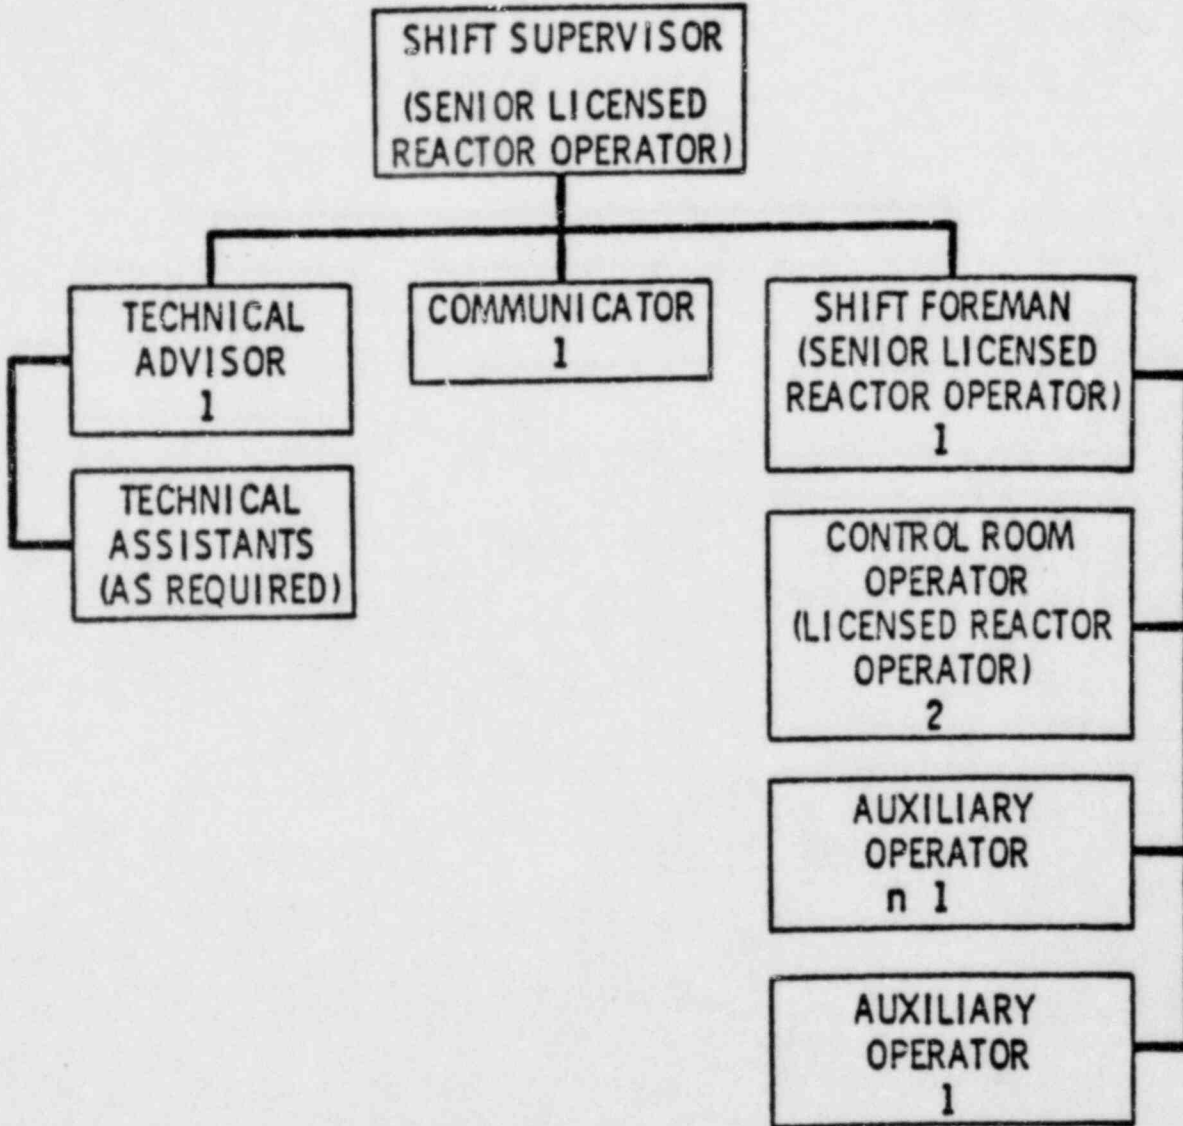 SHIFT SUPERVISOR
(SENIOR LICENSED
REACTOR OPERATOR)
TECHNICAL
ADVISOR
1
COMMUNICATOR
1
SHIFT FOREMAN
(SENIOR LICENSED
REACTOR OPERATOR)
1
TECHNICAL
ASSISTANTS
(AS REQUIRED)
CONTROL ROOM
OPERATOR
(LICENSED REACTOR
OPERATOR)
2
AUXILIARY
OPERATOR
n 1
AUXILIARY
OPERATOR
1